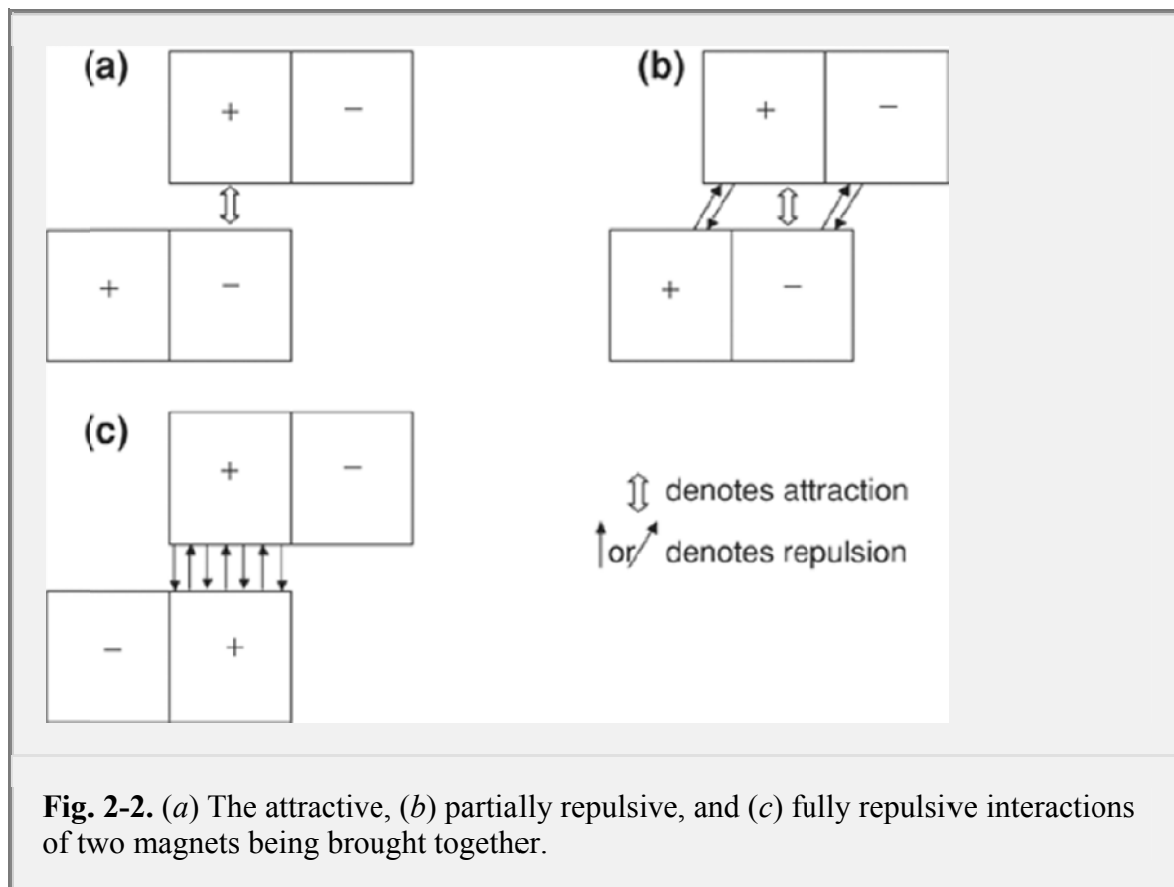 (a)
+ −
+ −
(b)
+ −
+ −
(c)
+ −
− +
denotes attraction
or denotes repulsion
Fig. 2-2. (a) The attractive, (b) partially repulsive, and (c) fully repulsive interactions
of two magnets being brought together.